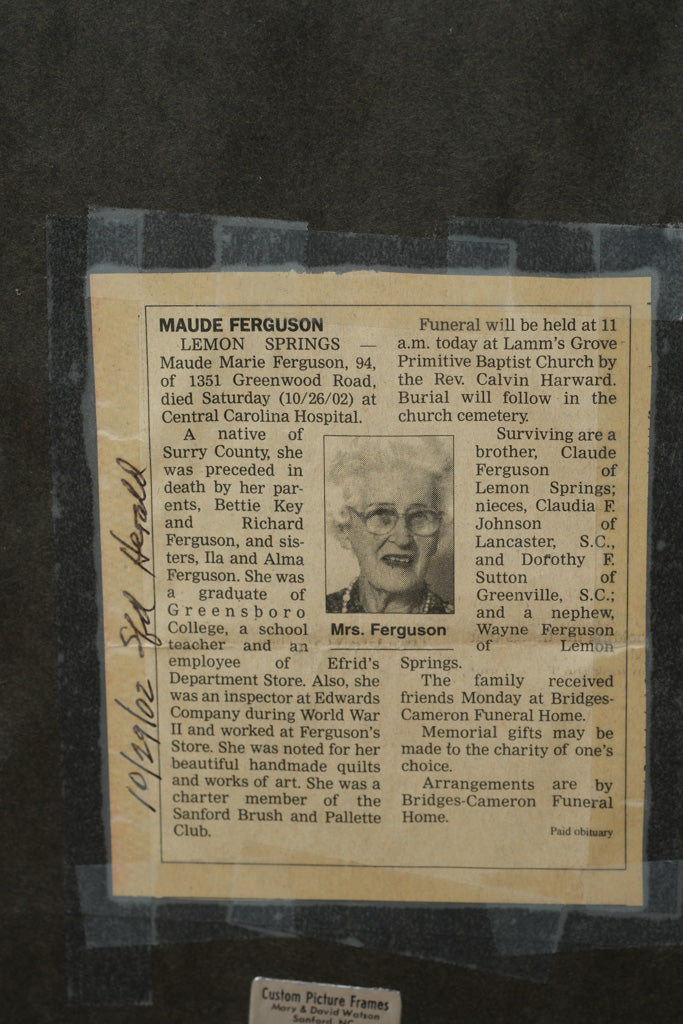 MAUDE FERGUSON
LEMON SPRINGS —
Maude Marie Ferguson, 94,
of 1351 Greenwood Road,
died Saturday (10/26/02) at
Central Carolina Hospital.
A native of
Surry County, she
was preceded in
death by her par-
ents, Bettie Key
and Richard
Ferguson, and sis-
ters, Ila and Alma
Ferguson. She was
a graduate of
Greensboro
College, a school
teacher and an
employee of Efrid's
Department Store. Also, she
was an inspector at Edwards
Company during World War
II and worked at Ferguson's
Store. She was noted for her
beautiful handmade quilts
and works of art. She was a
charter member of the
Sanford Brush and Pallette
Club.
Mrs. Ferguson
Funeral will be held at 11
a.m. today at Lamm's Grove
Primitive Baptist Church by
the Rev. Calvin Harward.
Burial will follow in the
church cemetery.
Surviving are a
brother, Claude
Ferguson of
Lemon Springs;
nieces, Claudia F.
Johnson of
Lancaster, S.C.,
and Dorothy F.
Sutton of
Greenville, S.C.;
and a nephew,
Wayne Ferguson
of Lemon
Springs.
The family received
friends Monday at Bridges-
Cameron Funeral Home.
Memorial gifts may be
made to the charity of one's
choice.
Arrangements are by
Bridges-Cameron Funeral
Home.
Paid obituary
10/29/02 Sfd Herald
Custom Picture Frames
Mary & David Watson
Sanford, NC